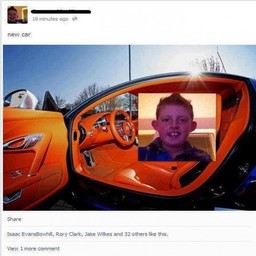 19 minutes ago
new car
Share
Isaac EvansBowhill, Rory Clark, Jake Wilkes and 32 others like this.
View 1 more comment